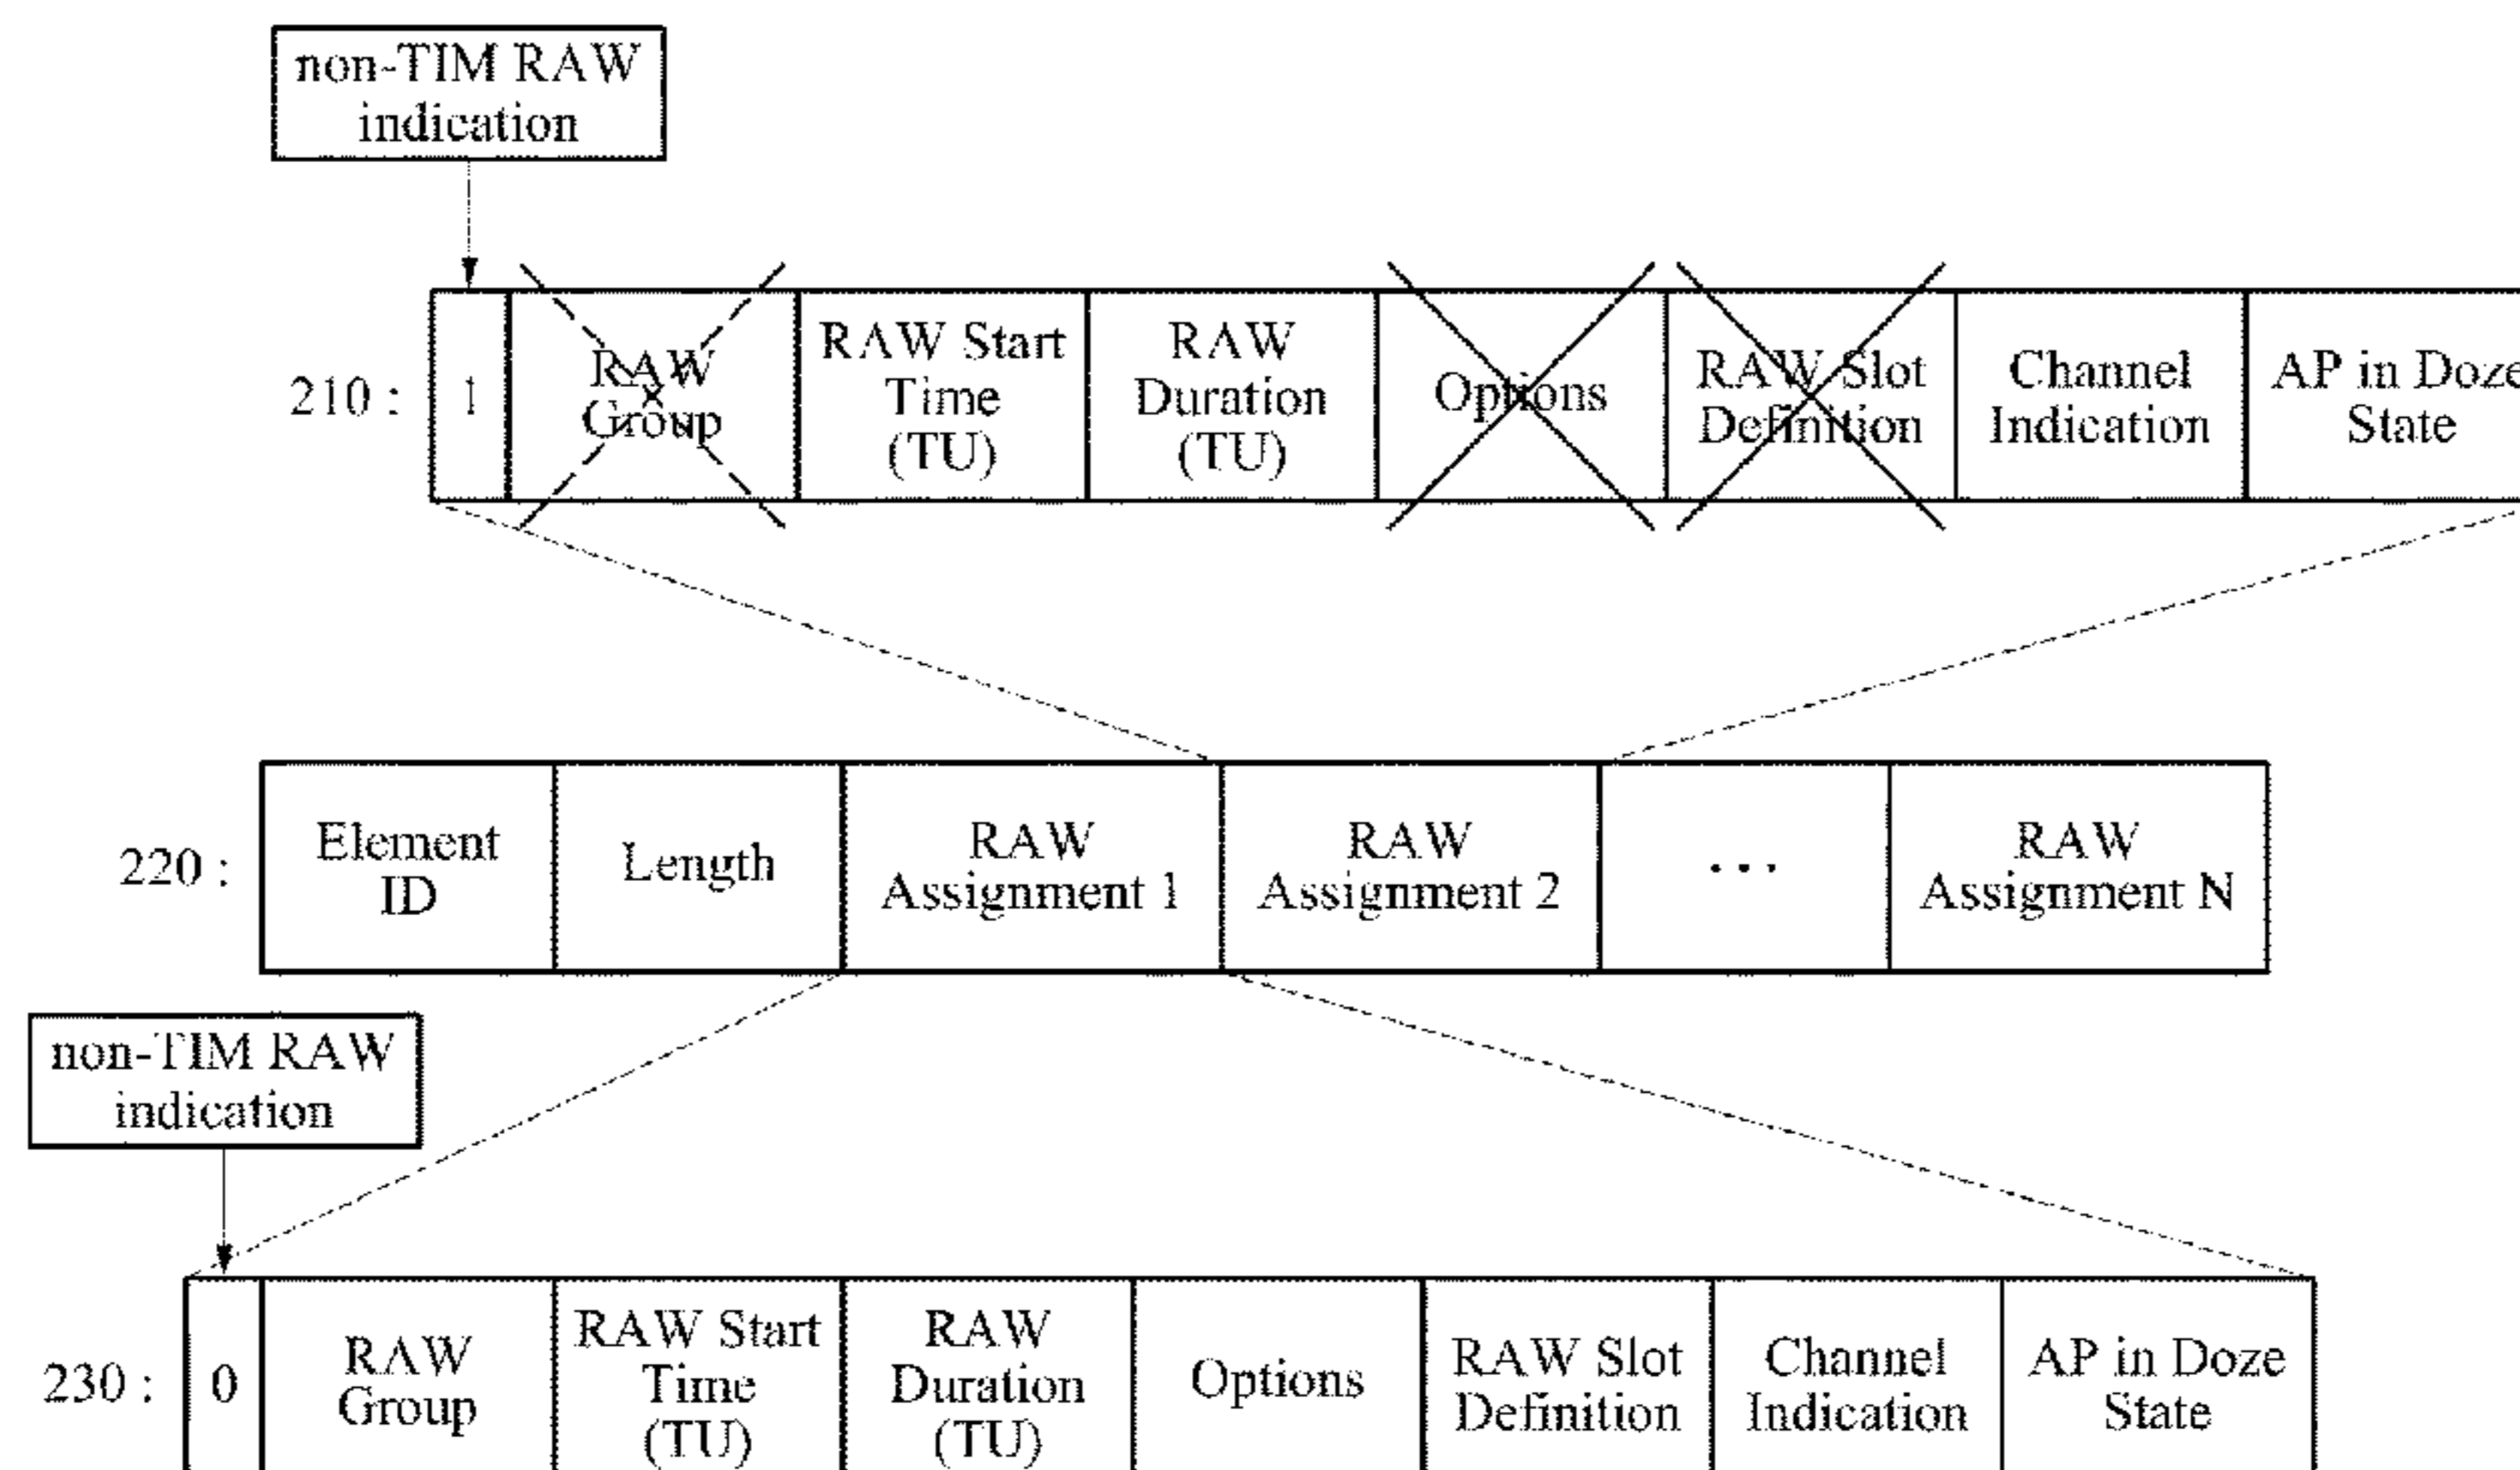 non-TIM RAW
indication
210 :
1
RAW
Group
RAW Start
Time
(TU)
RAW
Duration
(TU)
Options
RAW Slot
Definition
Channel
Indication
AP in Doze
State
220 :
Element
ID
Length
RAW
Assignment 1
RAW
Assignment 2
...
RAW
Assignment N
non-TIM RAW
indication
230 :
0
RAW
Group
RAW Start
Time
(TU)
RAW
Duration
(TU)
Options
RAW Slot
Definition
Channel
Indication
AP in Doze
State